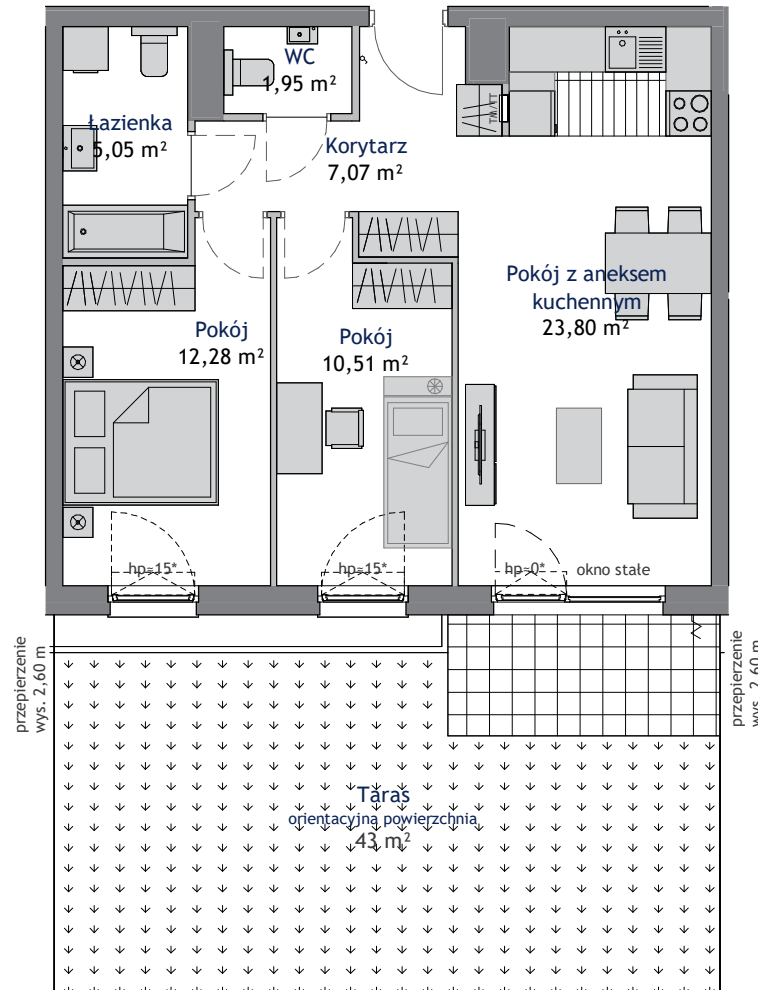 WC
1,95 m²
Łazienka
5,05 m²
Korytarz
7,07 m²
TM/TT
Pokój z aneksem
kuchennym
23,80 m²
Pokój
12,28 m²
Pokój
10,51 m²
hp=15*
hp=15*
hp=0*
okno stałe
przepierzenie
wys. 2,60 m
przepierzenie
wys. 2,60 m
Taras
orientacyjna powierzchnia
43 m²